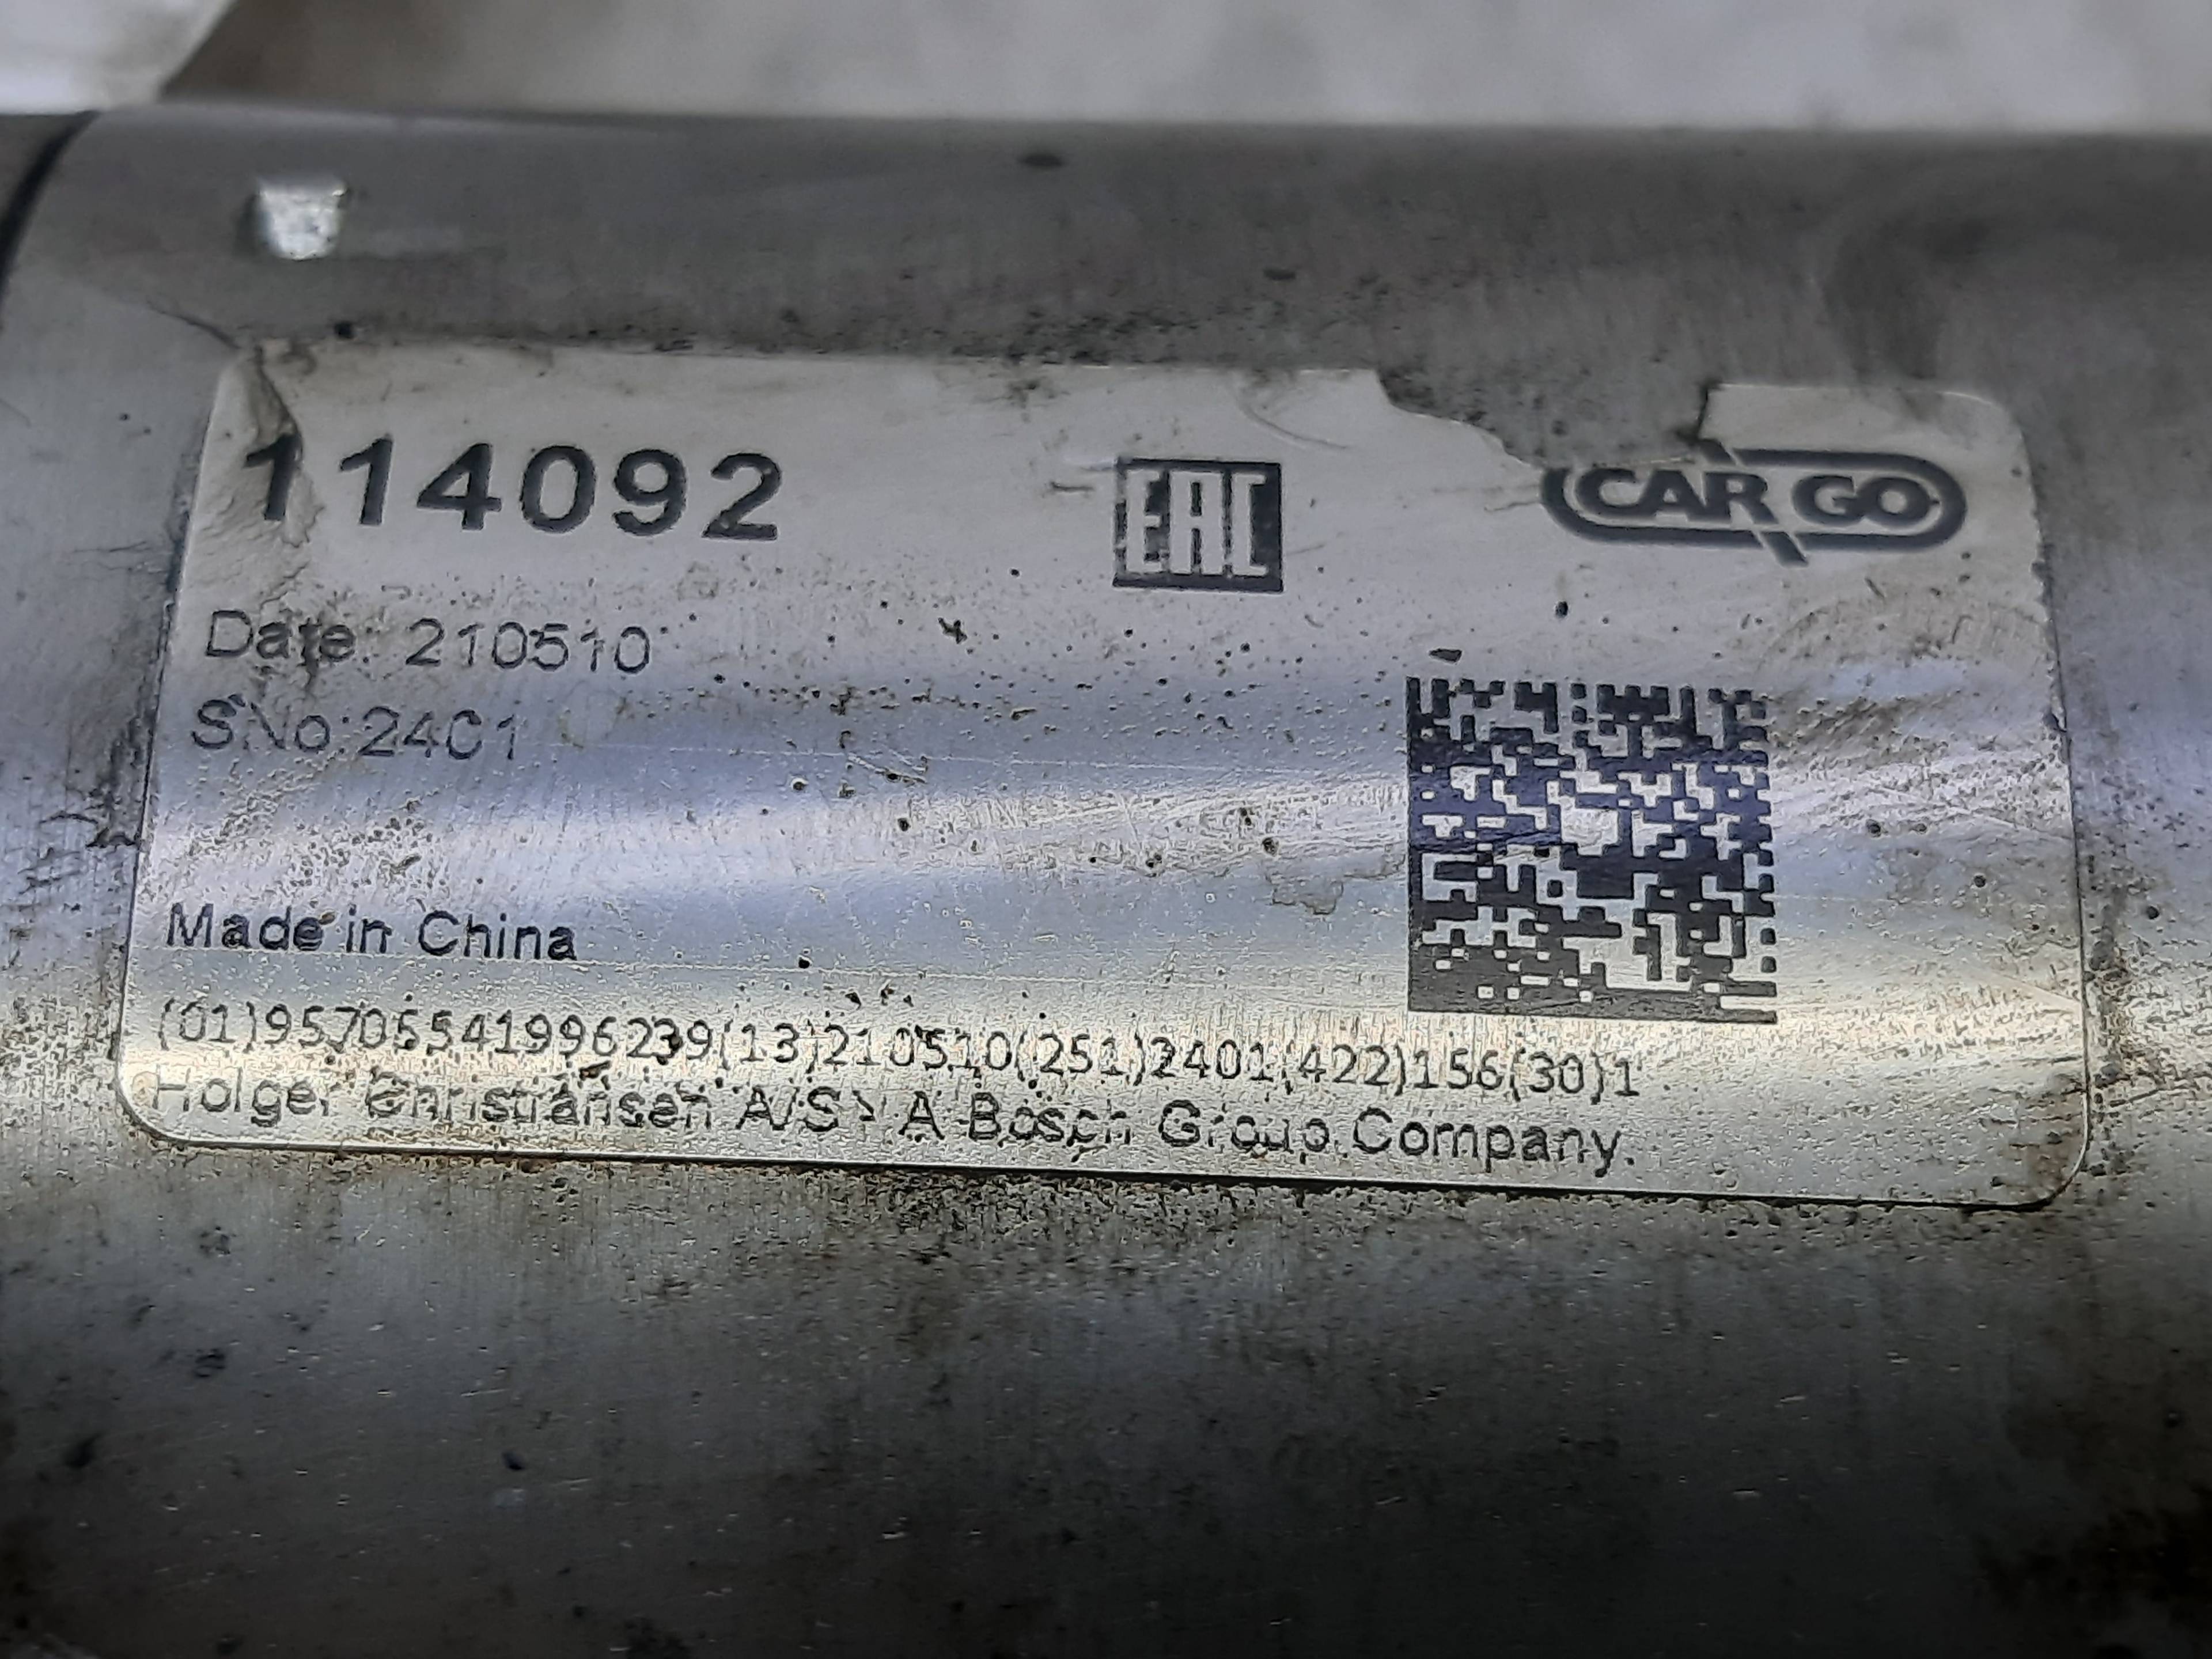 114092
EAC
CARGO
Date: 210510
S.No:2401
Made in China
(01)95705541996239(13)210510(251)2401(422)156(30)1
Holger Christiansen A/S - A Bosch Group Company.